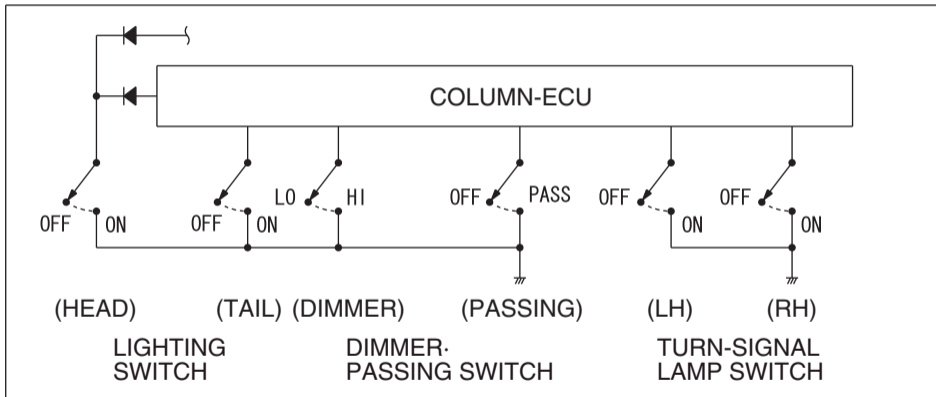 COLUMN-ECU
LO HI OFF PASS OFF OFF
OFF ON OFF ON ON ON
(HEAD) (TAIL) (DIMMER) (PASSING) (LH) (RH)
LIGHTING DIMMER· TURN-SIGNAL
SWITCH PASSING SWITCH LAMP SWITCH